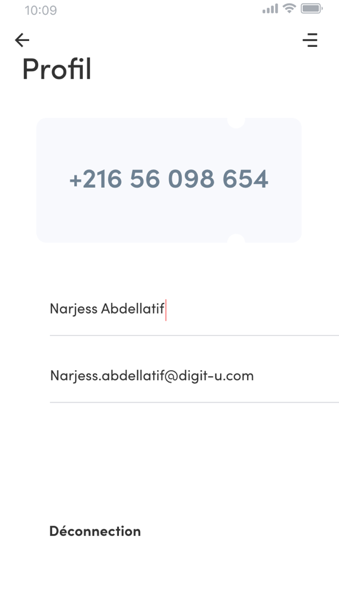 10:09
Profil
+216 56 098 654
Narjess Abdellatif
Narjess.abdellatif@digit-u.com
Déconnection